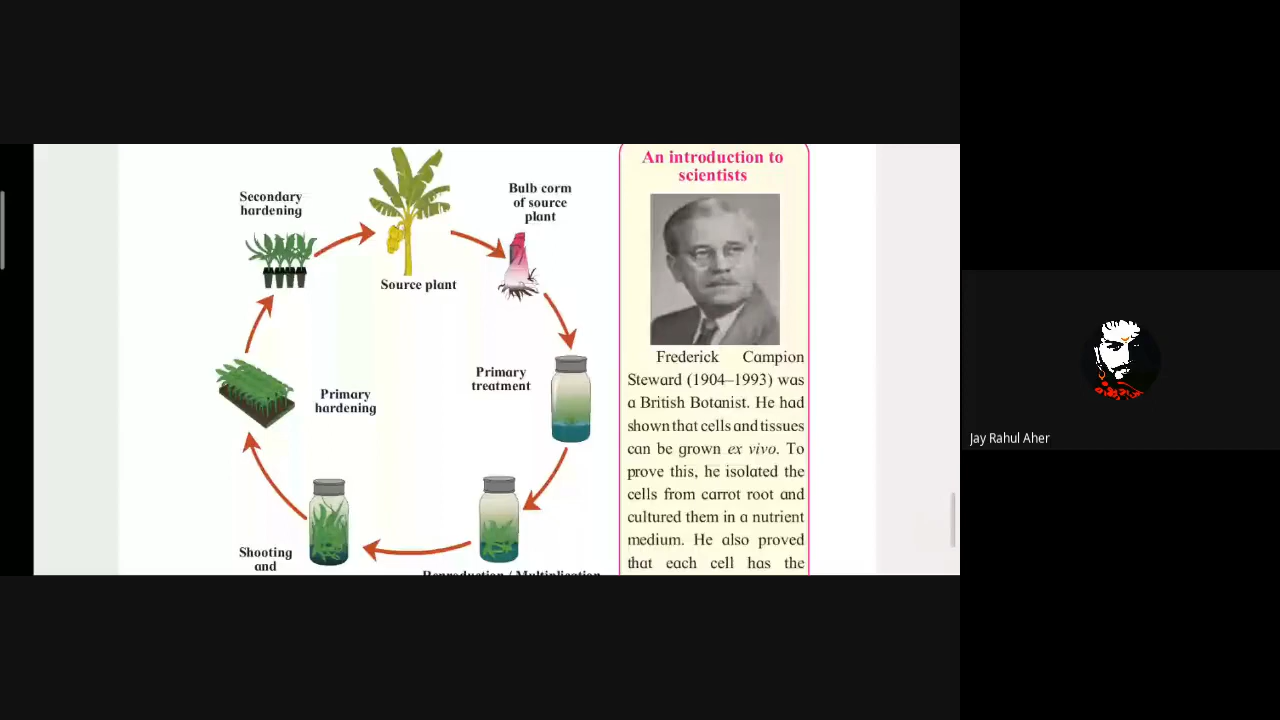 An introduction to
scientists
Secondary
hardening
Bulb corm
of source
plant
Source plant
Primary
treatment
Primary
hardening
Shooting
and
Reproduction / Multiplication
Frederick Campion
Steward (1904–1993) was
a British Botanist. He had
shown that cells and tissues
can be grown ex vivo. To
prove this, he isolated the
cells from carrot root and
cultured them in a nutrient
medium. He also proved
that each cell has the
Jay Rahul Aher